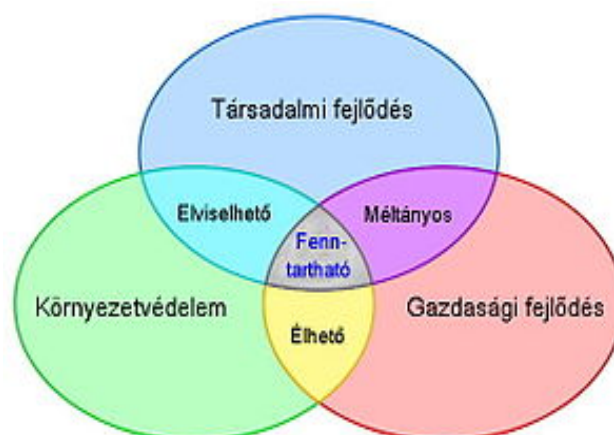 Társadalmi fejlődés
Elviselhető
Méltányos
Fenn-
tartható
Környezetvédelem
Gazdasági fejlődés
Élhető